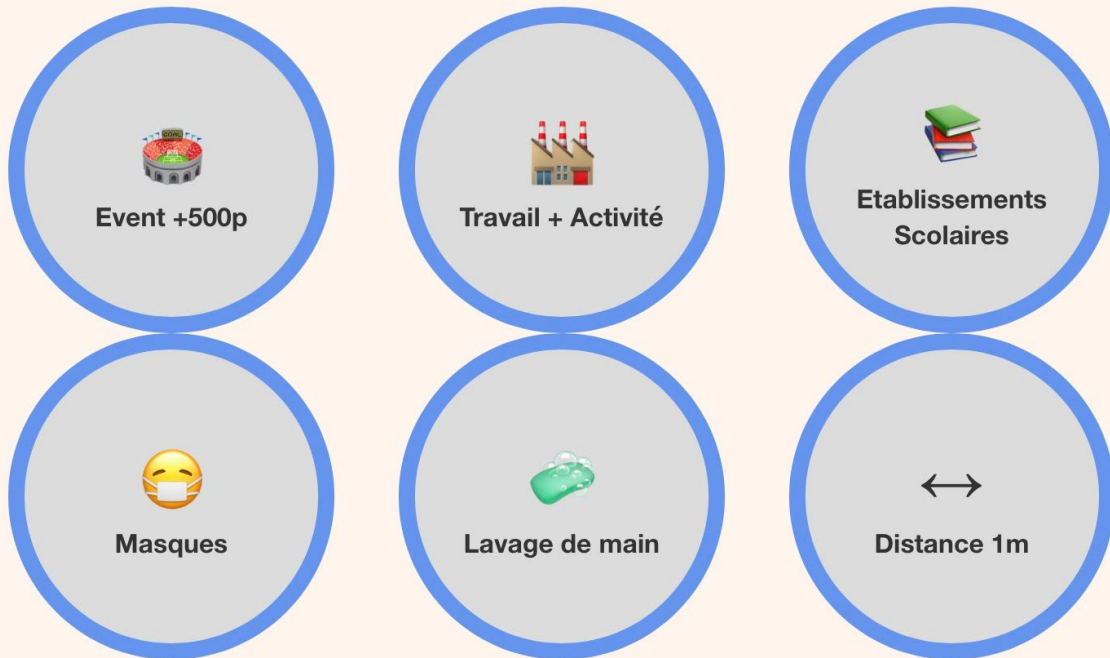 Event +500p
Travail + Activité
Etablissements
Scolaires
Masques
Lavage de main
Distance 1m